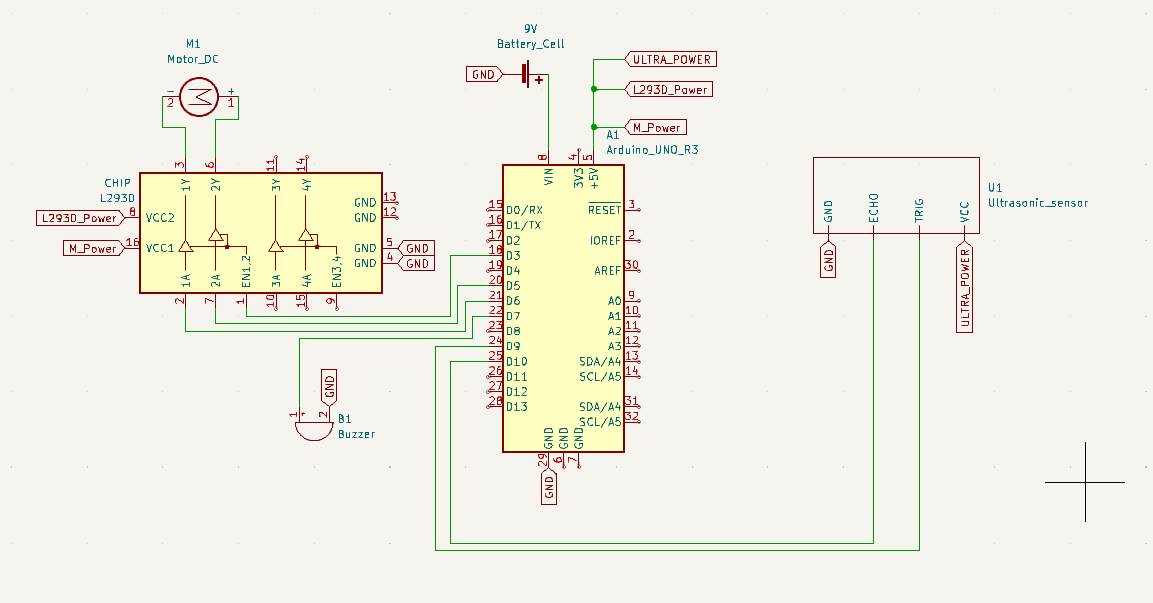 M1
Motor_DC
- +
2 1
3 6 11 14
1Y 2Y 3Y 4Y
CHIP
L293D
L293D_Power 8 VCC2
M_Power 16 VCC1
GND 13
GND 12
GND 5 GND
GND 4 GND
1A 2A EN1,2 3A 4A EN3,4
2 7 1 10 15 9
9V
Battery_Cell
GND +
ULTRA_POWER
L293D_Power
M_Power
A1
Arduino_UNO_R3
8 4 5
VIN 3V3 +5V
15 D0/RX
16 D1/TX
17 D2
18 D3
19 D4
20 D5
21 D6
22 D7
23 D8
24 D9
25 D10
26 D11
27 D12
28 D13
RESET 3
IOREF 2
AREF 30
A0 9
A1 10
A2 11
A3 12
SDA/A4 13
SCL/A5 14
SDA/A4 31
SCL/A5 32
GND GND GND
29 6 7
GND
GND
1 + 2
B1
Buzzer
GND ECHO TRIG VCC
U1
Ultrasonic_sensor
GND
ULTRA_POWER